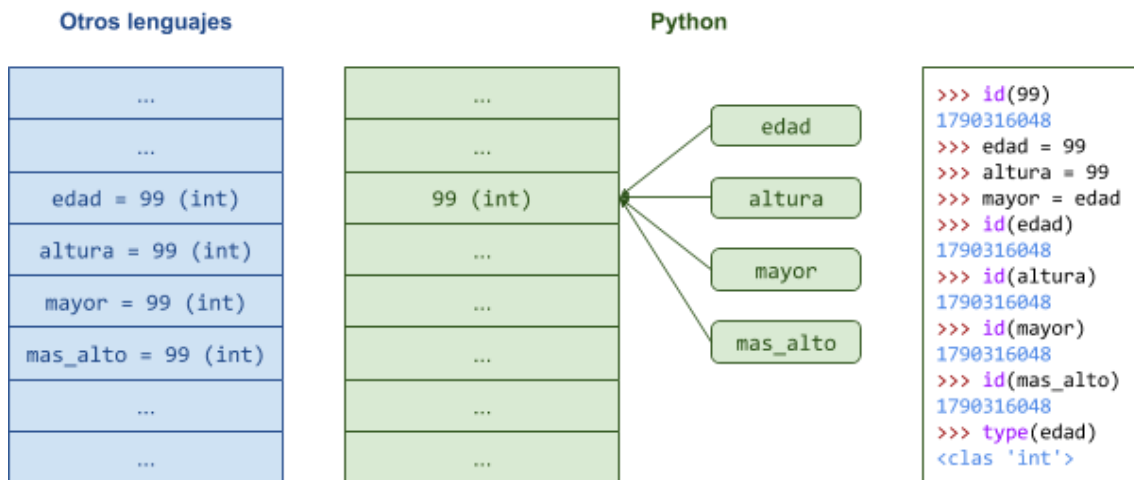 Otros lenguajes
...
...
edad = 99 (int)
altura = 99 (int)
mayor = 99 (int)
mas_alto = 99 (int)
...
...
Python
...
...
99 (int)
...
...
...
...
...
edad
altura
mayor
mas_alto
>>> id(99)
1790316048
>>> edad = 99
>>> altura = 99
>>> mayor = edad
>>> id(edad)
1790316048
>>> id(altura)
1790316048
>>> id(mayor)
1790316048
>>> id(mas_alto)
1790316048
>>> type(edad)
<clas 'int'>